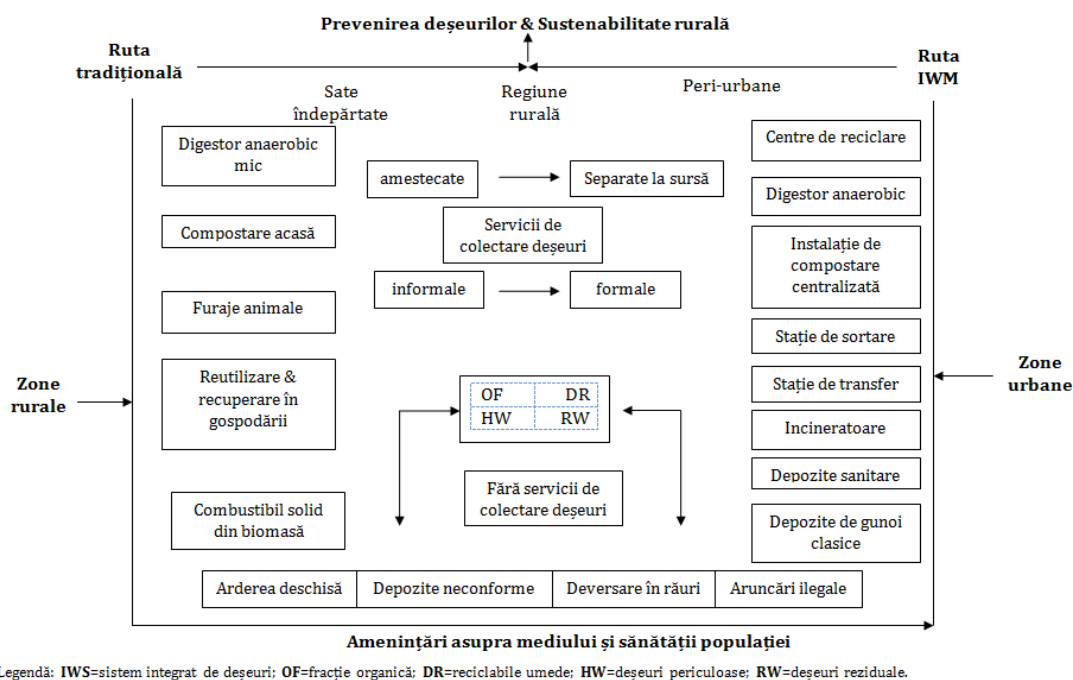 Prevenirea deșeurilor & Sustenabilitate rurală
Ruta
tradițională
Ruta
IWM
Sate
îndepărtate
Regiune
rurală
Peri-urbane
Digestor anaerobic
mic
Compostare acasă
Furaje animale
Reutilizare &
recuperare în
gospodării
Combustibil solid
din biomasă
Zone
rurale
amestecate
Separate la sursă
Servicii de
colectare deșeuri
informale
formale
OF DR
HW RW
Fără servicii de
colectare deșeuri
Centre de reciclare
Digestor anaerobic
Instalație de
compostare
centralizată
Stație de sortare
Stație de transfer
Incineratoare
Depozite sanitare
Depozite de gunoi
clasice
Zone
urbane
Arderea deschisă Depozite neconforme Deversare în răuri Aruncări ilegale
Amenințări asupra mediului și sănătății populației
Legendă: IWS=sistem integrat de deșeuri; OF=fracție organică; DR=reciclabile umede; HW=deșeuri periculoase; RW=deșeuri reziduale.